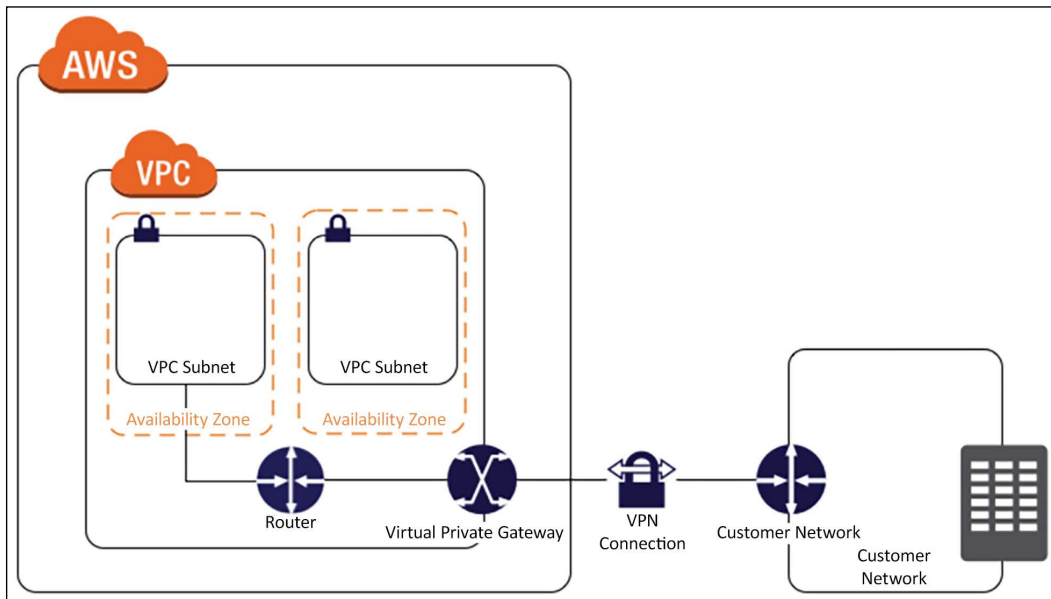 AWS
VPC
VPC Subnet
VPC Subnet
Availability Zone
Availability Zone
Router
Virtual Private Gateway
VPN
Connection
Customer Network
Customer
Network